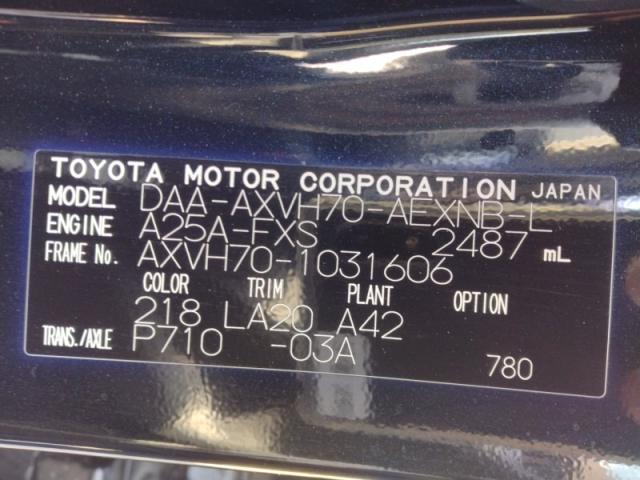 TOYOTA MOTOR CORPORATION JAPAN
MODEL DAA-AXVH70-AEXNB-L
ENGINE A25A-FXS 2487 mL
FRAME No. AXVH70-1031606
COLOR TRIM PLANT OPTION
218 LA20 A42
TRANS./AXLE P710 -03A
780